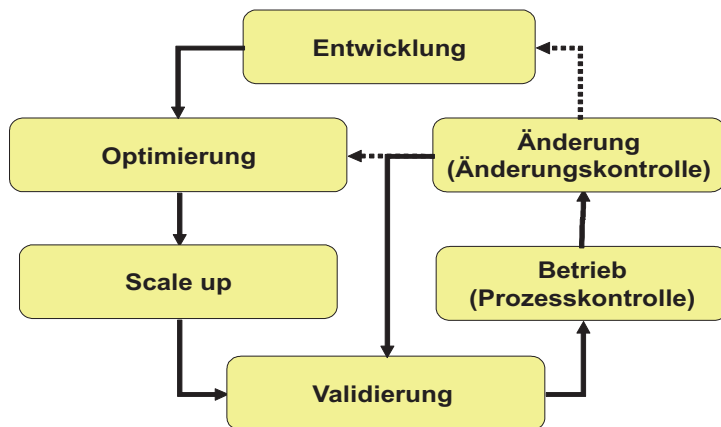 Entwicklung
Optimierung
Änderung
(Änderungskontrolle)
Scale up
Betrieb
(Prozesskontrolle)
Validierung